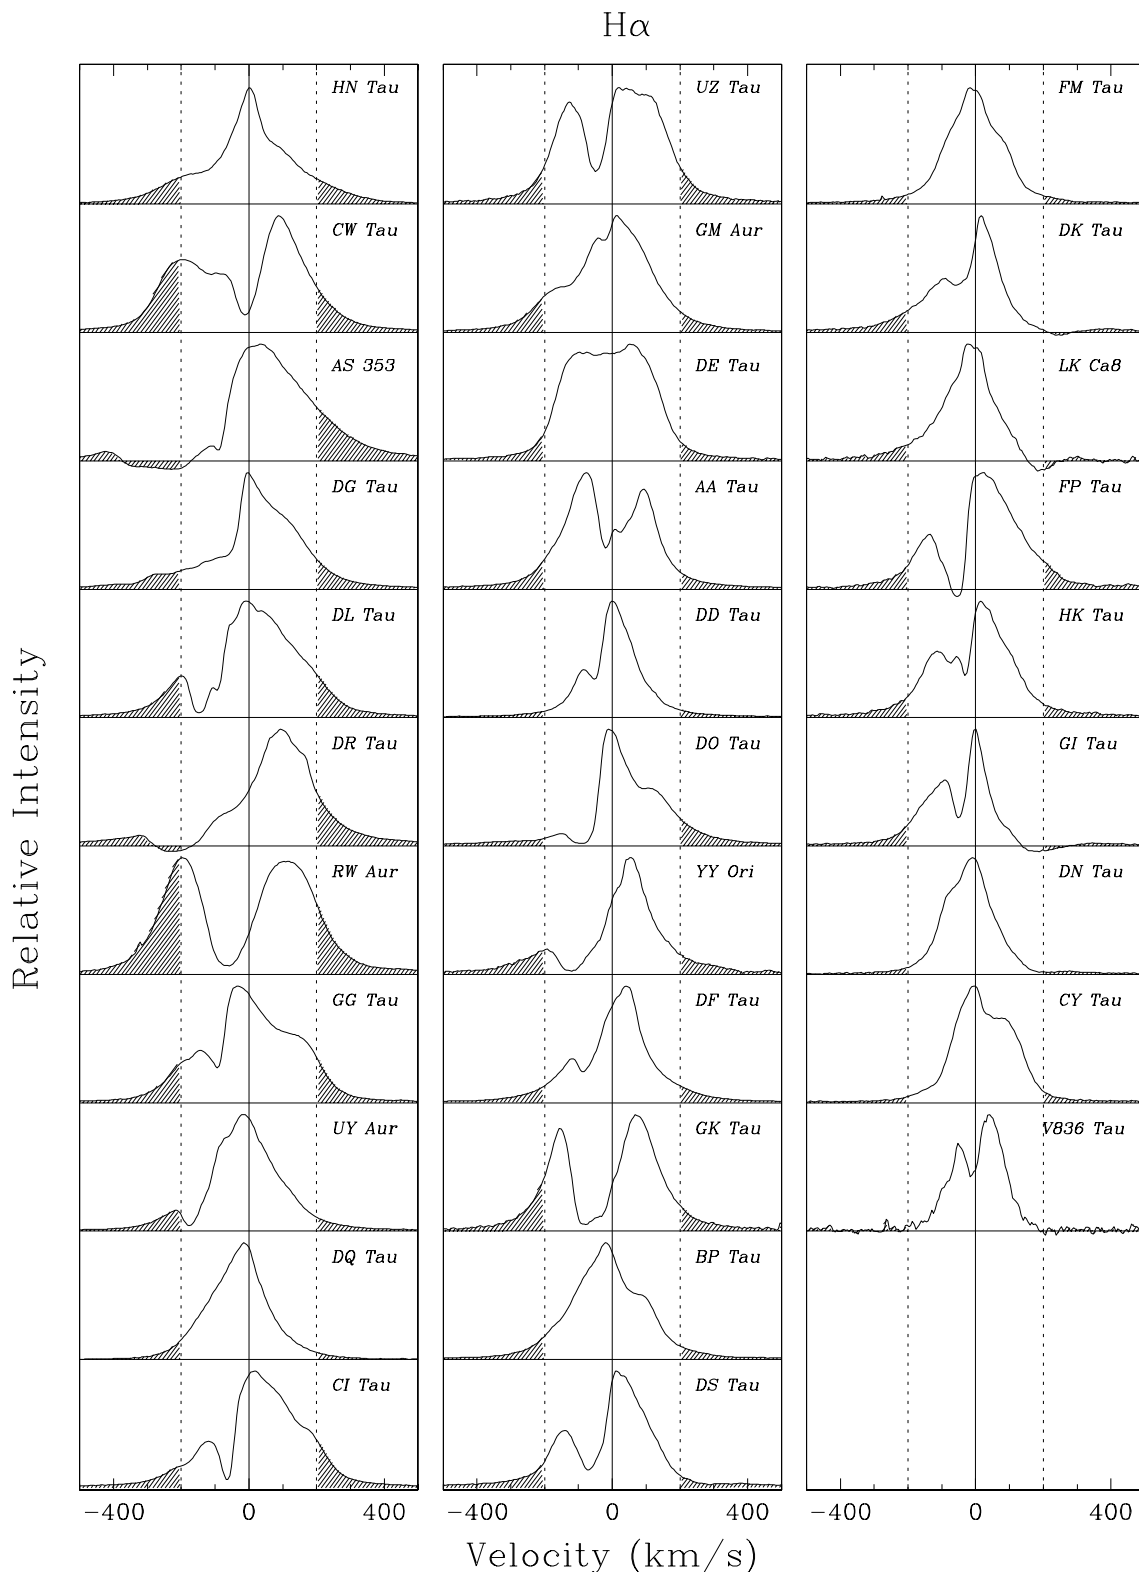 Hα
HN Tau
UZ Tau
FM Tau
CW Tau
GM Aur
DK Tau
AS 353
DE Tau
LK Ca8
DG Tau
AA Tau
FP Tau
DL Tau
DD Tau
HK Tau
DR Tau
DO Tau
GI Tau
RW Aur
YY Ori
DN Tau
GG Tau
DF Tau
CY Tau
UY Aur
GK Tau
V836 Tau
DQ Tau
BP Tau
CI Tau
DS Tau
Relative Intensity
−400 0 400 −400 0 400 −400 0 400
Velocity (km/s)